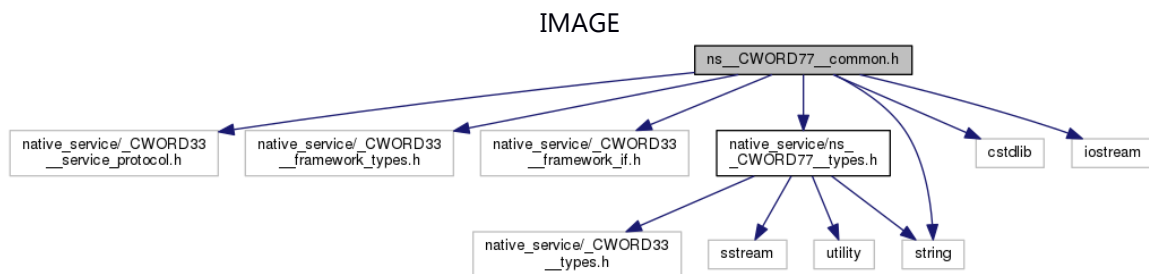 IMAGE
ns__CWORD77__common.h
native_service/_CWORD33
__service_protocol.h
native_service/_CWORD33
__framework_types.h
native_service/_CWORD33
__framework_if.h
native_service/ns_
_CWORD77__types.h
cstdlib
iostream
native_service/_CWORD33
__types.h
sstream
utility
string